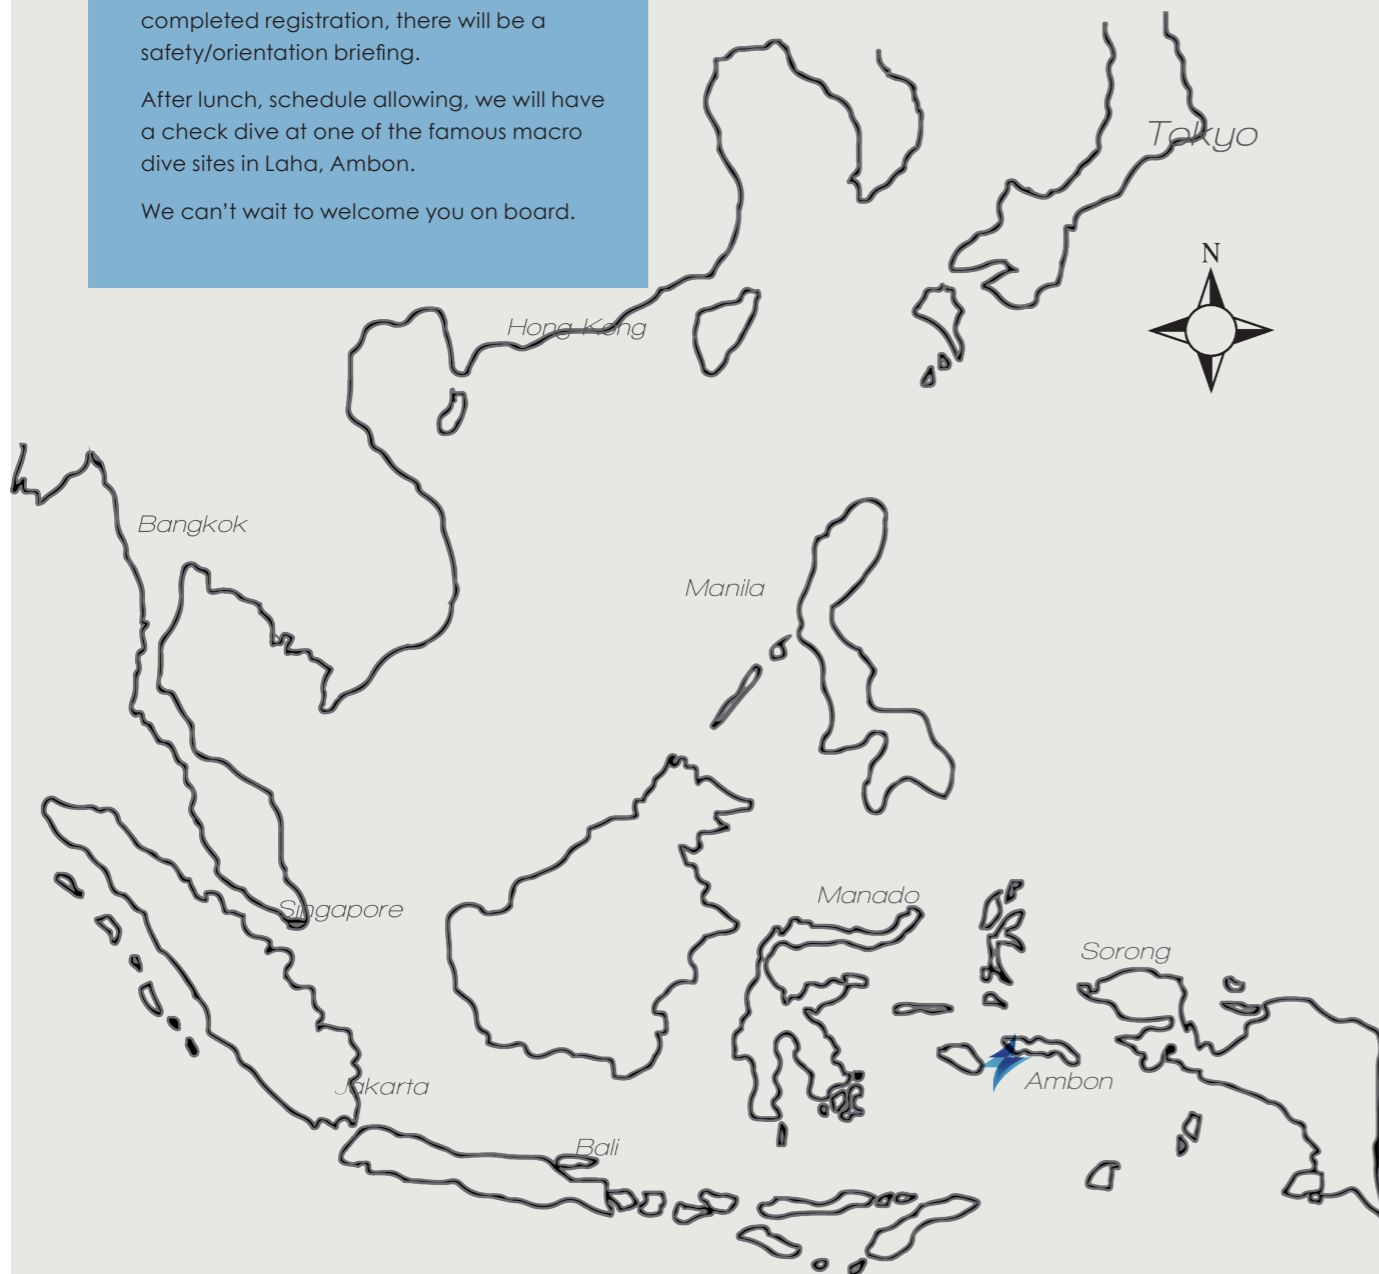 completed registration, there will be a
safety/orientation briefing.
After lunch, schedule allowing, we will have
a check dive at one of the famous macro
dive sites in Laha, Ambon.
We can’t wait to welcome you on board.
Tokyo
N
Hong Kong
Bangkok
Manila
Manado
Singapore
Sorong
Ambon
Jakarta
Bali